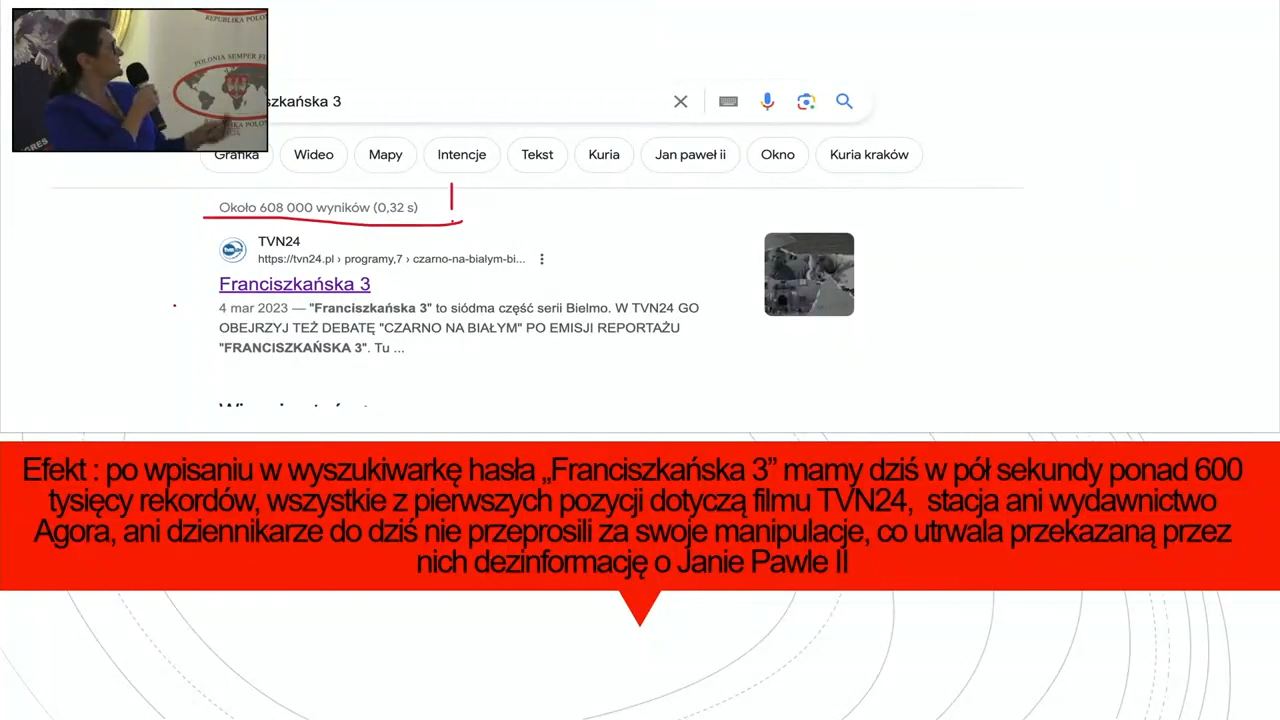 REPUBLIKA POLO
POLONIA SEMPER FI
szkańska 3
Grafika
Wideo
Mapy
Intencje
Tekst
Kuria
Jan paweł ii
Okno
Kuria kraków
Około 608 000 wyników (0,32 s)
TVN24
https://tvn24.pl › programy,7 › czarno-na-bialym-bi...
Franciszkańska 3
4 mar 2023 — "Franciszkańska 3" to siódma część serii Bielmo. W TVN24 GO
OBEJRZYJ TEŻ DEBATĘ "CZARNO NA BIAŁYM" PO EMISJI REPORTAŻU
"FRANCISZKAŃSKA 3". Tu ...
Efekt : po wpisaniu w wyszukiwarkę hasła „Franciszkańska 3” mamy dziś w pół sekundy ponad 600
tysięcy rekordów, wszystkie z pierwszych pozycji dotyczą filmu TVN24, stacja ani wydawnictwo
Agora, ani dziennikarze do dziś nie przeprosili za swoje manipulacje, co utrwala przekazaną przez
nich dezinformację o Janie Pawle II